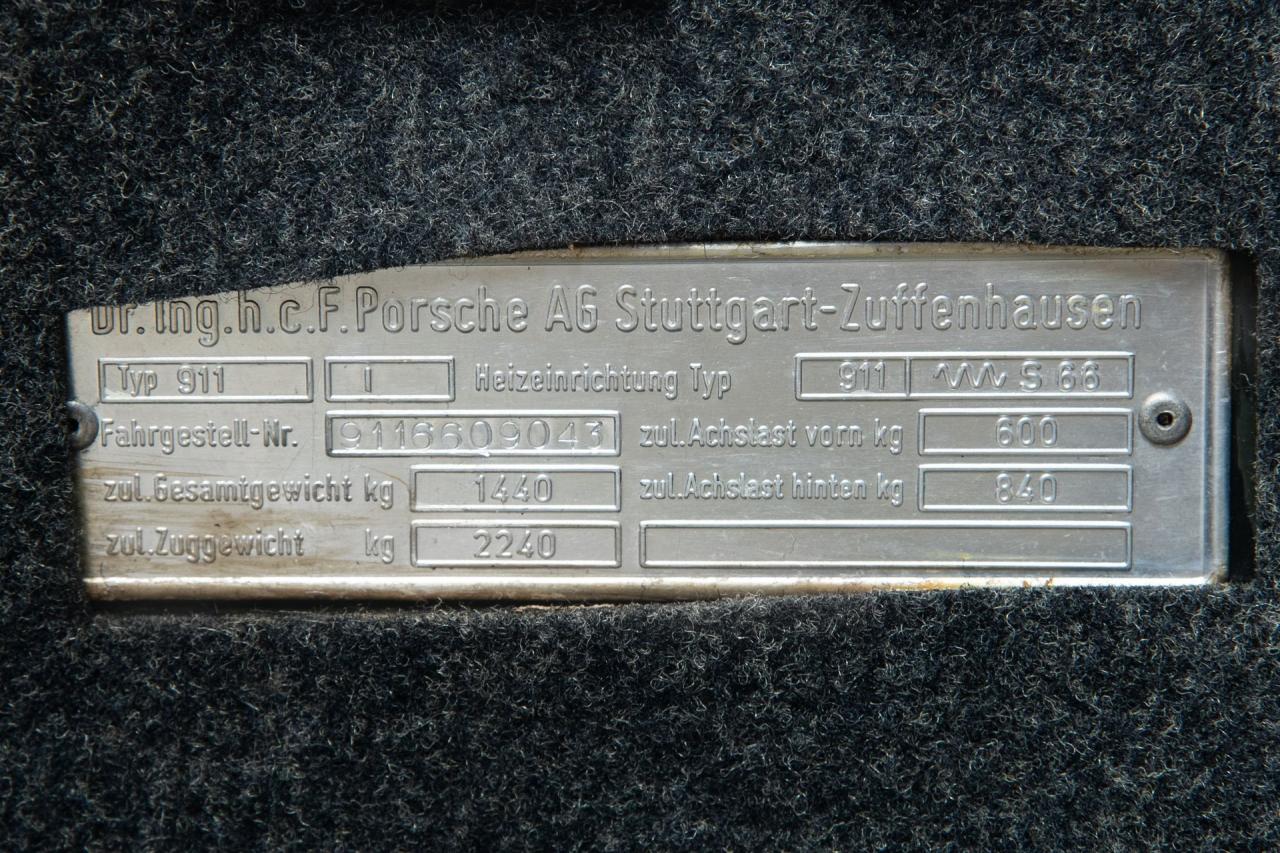 Dr. Ing. h.c. F. Porsche AG Stuttgart-Zuffenhausen
Typ 911 I Heizeinrichtung Typ 911 S 66
Fahrgestell-Nr. 9116609043 zul. Achslast vorn kg 600
zul. Gesamtgewicht kg 1440 zul. Achslast hinten kg 840
zul. Zuggewicht kg 2240